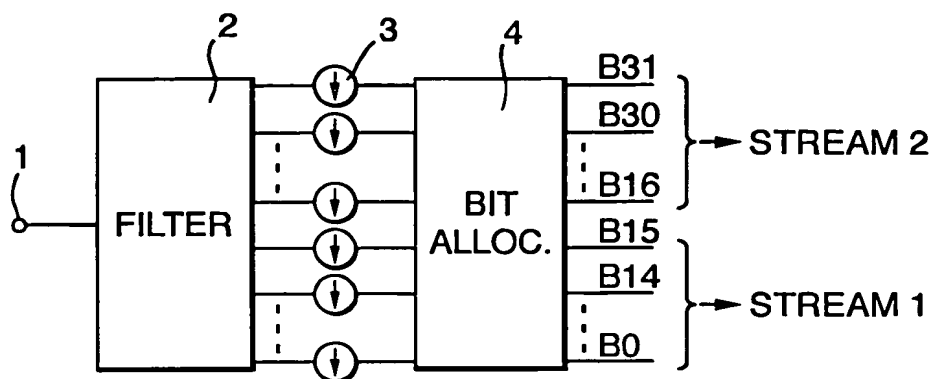 2
3
4
1
FILTER
BIT
ALLOC.
B31
B30
B16
B15
B14
B0
STREAM 2
STREAM 1